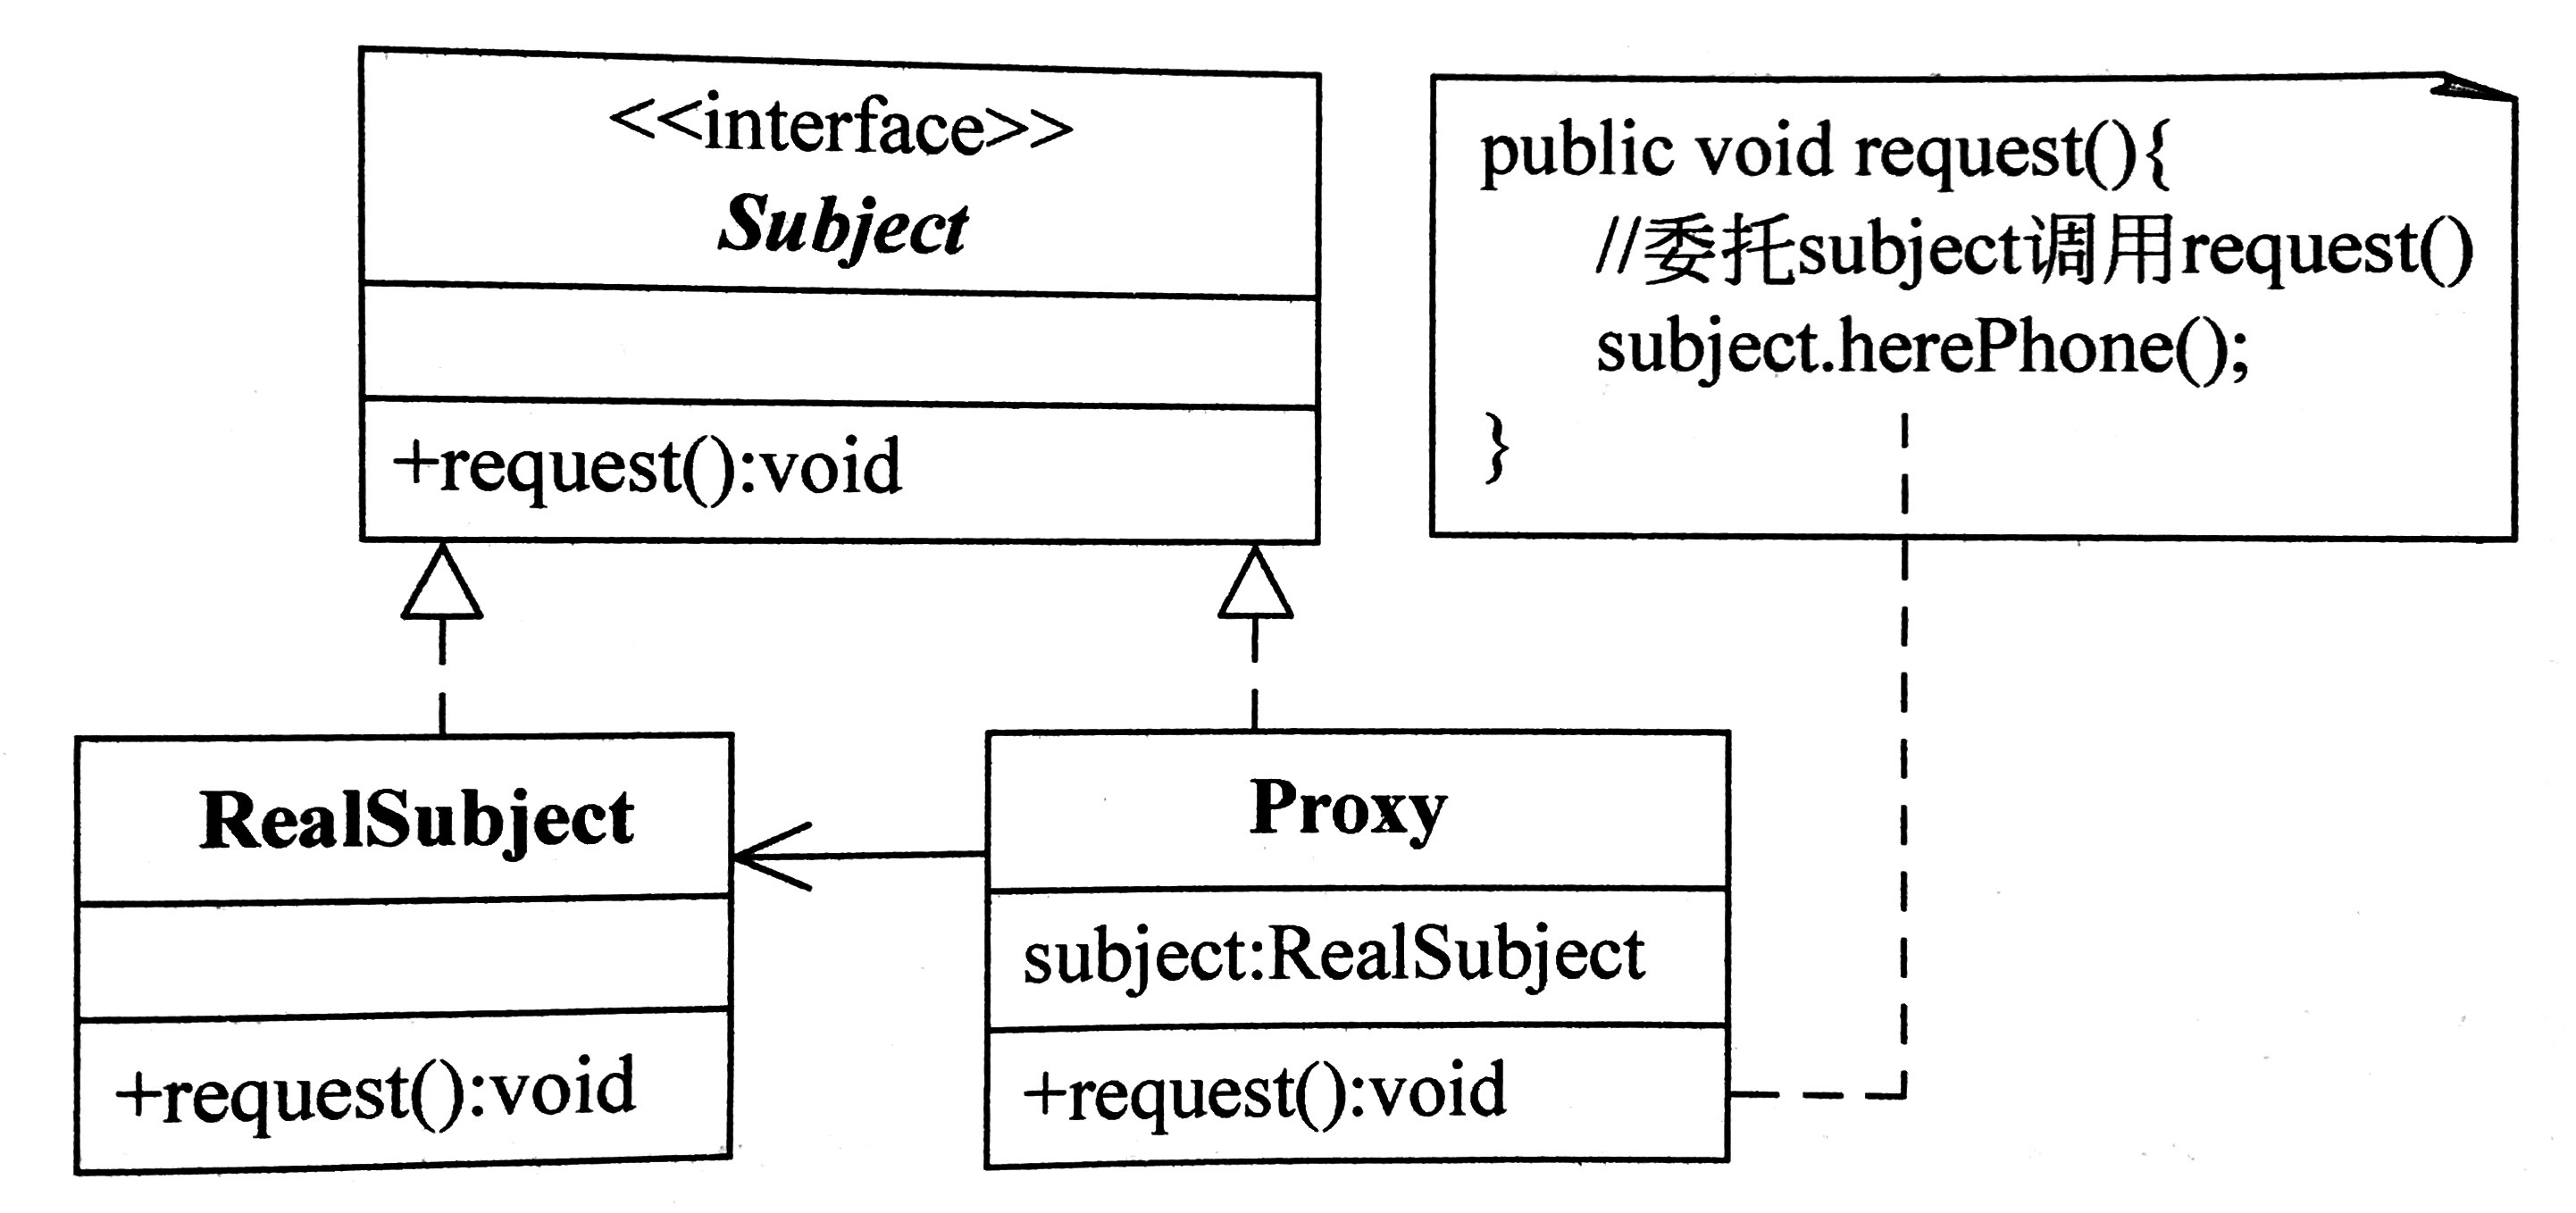 <<interface>>
Subject
+request():void
public void request(){
//委托subject调用request()
subject.herePhone();
}
RealSubject
+request():void
Proxy
subject:RealSubject
+request():void